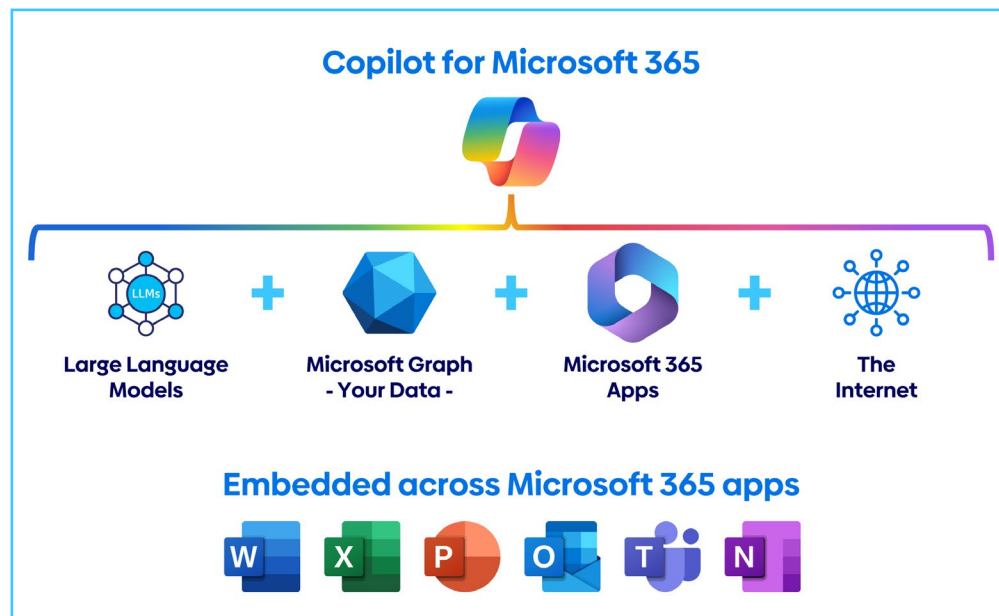 Copilot for Microsoft 365
LLMs
Large Language
Models
Microsoft Graph
- Your Data -
Microsoft 365
Apps
The
Internet
Embedded across Microsoft 365 apps
W X P O T N